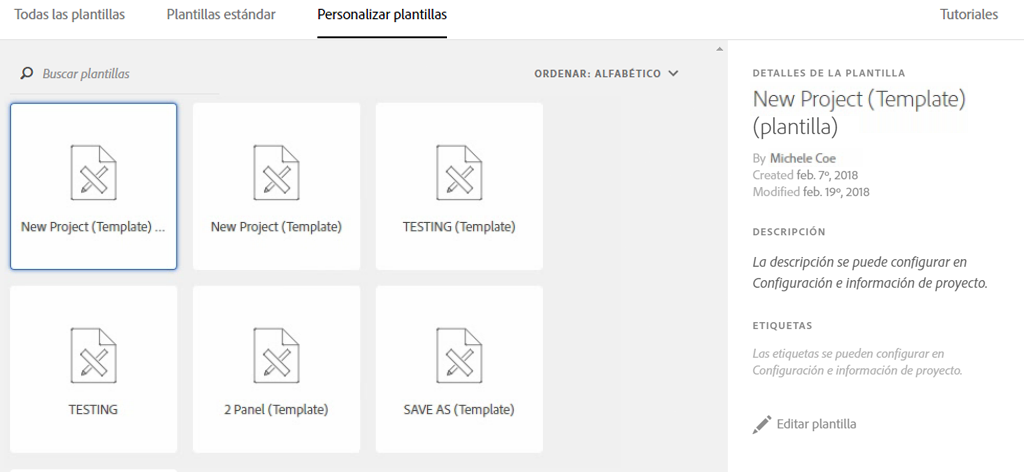 Todas las plantillas Plantillas estándar Personalizar plantillas Tutoriales
Buscar plantillas ORDENAR: ALFABÉTICO
New Project (Template) ... New Project (Template) TESTING (Template)
TESTING 2 Panel (Template) SAVE AS (Template)
DETALLES DE LA PLANTILLA
New Project (Template)
(plantilla)
By Michele Coe
Created feb. 7º, 2018
Modified feb. 19º, 2018
DESCRIPCIÓN
La descripción se puede configurar en
Configuración e información de proyecto.
ETIQUETAS
Las etiquetas se pueden configurar en
Configuración e información de proyecto.
Editar plantilla